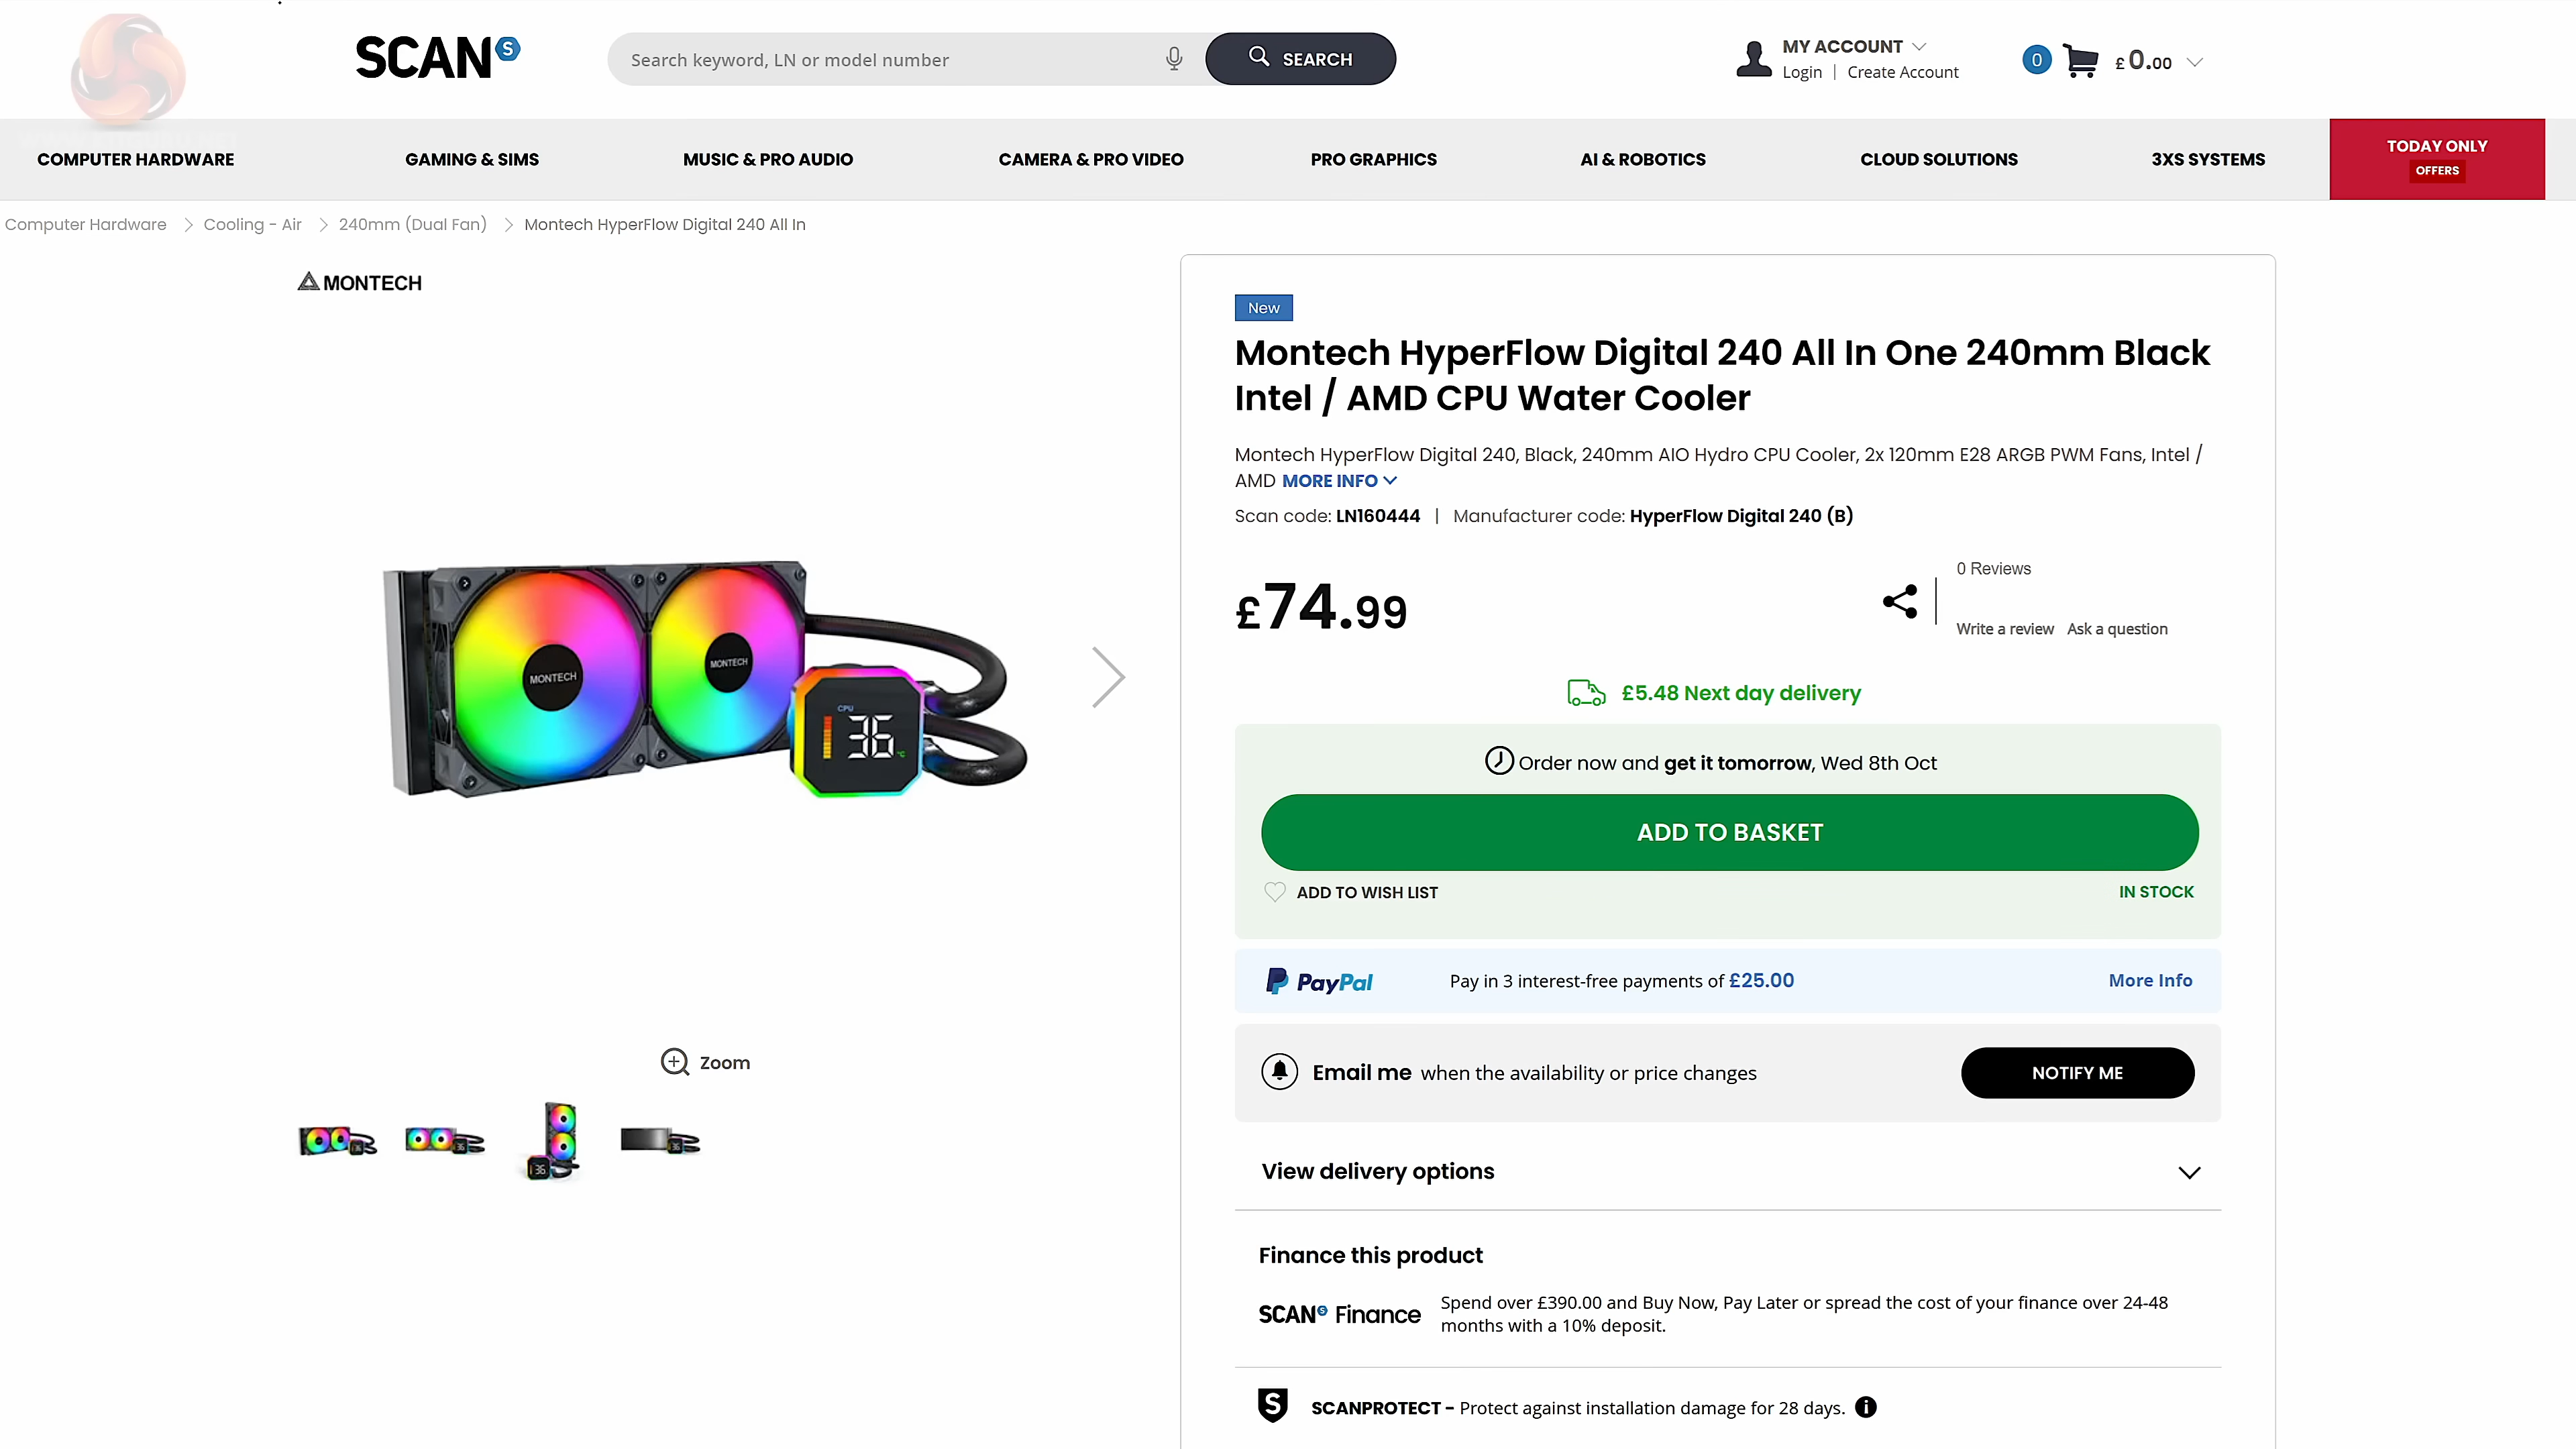 SCAN S
Search keyword, LN or model number
SEARCH
MY ACCOUNT
Login | Create Account
0
£0.00
COMPUTER HARDWARE
GAMING & SIMS
MUSIC & PRO AUDIO
CAMERA & PRO VIDEO
PRO GRAPHICS
AI & ROBOTICS
CLOUD SOLUTIONS
3XS SYSTEMS
TODAY ONLY
OFFERS
Computer Hardware
Cooling - Air
240mm (Dual Fan)
Montech HyperFlow Digital 240 All In
MONTECH
MONTECH
MONTECH
CPU
36 °C
Zoom
36
New
Montech HyperFlow Digital 240 All In One 240mm Black
Intel / AMD CPU Water Cooler
Montech HyperFlow Digital 240, Black, 240mm AIO Hydro CPU Cooler, 2x 120mm E28 ARGB PWM Fans, Intel /
AMD MORE INFO
Scan code: LN160444 | Manufacturer code: HyperFlow Digital 240 (B)
£74.99
0 Reviews
Write a review Ask a question
£5.48 Next day delivery
Order now and get it tomorrow, Wed 8th Oct
ADD TO BASKET
ADD TO WISH LIST
IN STOCK
PayPal
Pay in 3 interest-free payments of £25.00
More Info
Email me when the availability or price changes
NOTIFY ME
View delivery options
Finance this product
SCAN S Finance
Spend over £390.00 and Buy Now, Pay Later or spread the cost of your finance over 24-48
months with a 10% deposit.
S
SCANPROTECT - Protect against installation damage for 28 days.